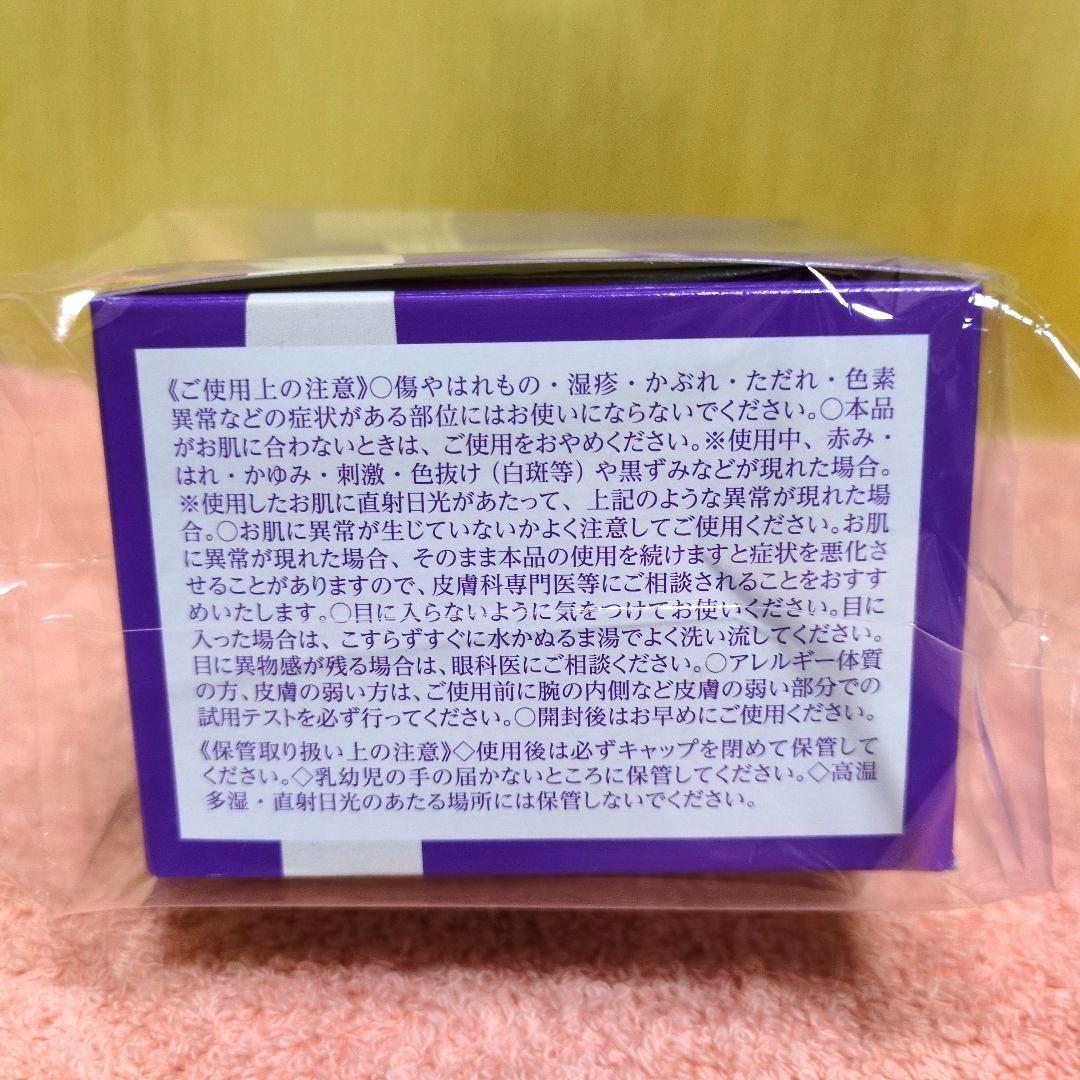 《ご使用上の注意》○傷やはれもの・湿疹・かぶれ・ただれ・色素
異常などの症状がある部位にはお使いにならないでください。○本品
がお肌に合わないときは、ご使用をおやめください。※使用中、赤み・
はれ・かゆみ・刺激・色抜け（白斑等）や黒ずみなどが現れた場合。
※使用したお肌に直射日光があたって、上記のような異常が現れた場
合。○お肌に異常が生じていないかよく注意してご使用ください。お肌
に異常が現れた場合、そのまま本品の使用を続けますと症状を悪化さ
せることがありますので、皮膚科専門医等にご相談されることをおすす
めいたします。○目に入らないように気をつけてお使いください。目に
入った場合は、こすらずすぐに水かぬるま湯でよく洗い流してください。
目に異物感が残る場合は、眼科医にご相談ください。○アレルギー体質
の方、皮膚の弱い方は、ご使用前に腕の内側など皮膚の弱い部分での
試用テストを必ず行ってください。○開封後はお早めにご使用ください。
《保管取り扱い上の注意》◇使用後は必ずキャップを閉めて保管して
ください。◇乳幼児の手の届かないところに保管してください。◇高温
多湿・直射日光のあたる場所には保管しないでください。